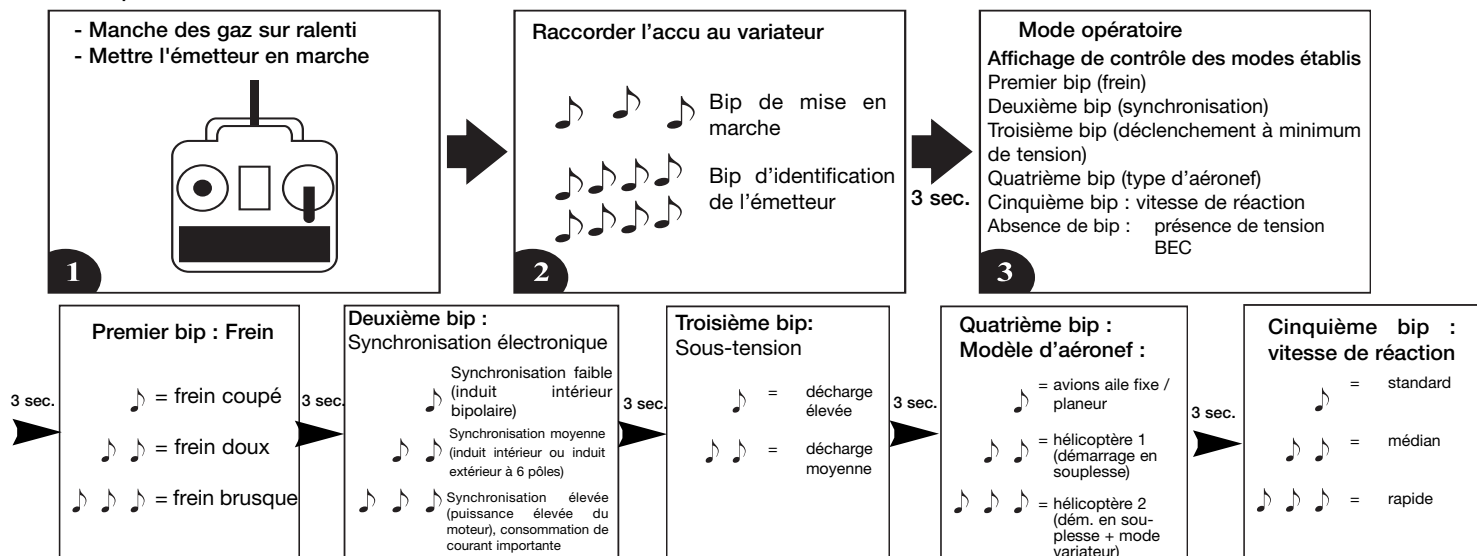 - Manche des gaz sur ralenti
- Mettre l'émetteur en marche
1
Raccorder l'accu au variateur
Bip de mise en
marche
Bip d'identification
de l'émetteur
2
3 sec.
Mode opératoire
Affichage de contrôle des modes établis
Premier bip (frein)
Deuxième bip (synchronisation)
Troisième bip (déclenchement à minimum
de tension)
Quatrième bip (type d'aéronef)
Cinquième bip : vitesse de réaction
Absence de bip : présence de tension
BEC
3
3 sec.
Premier bip : Frein
= frein coupé
= frein doux
= frein brusque
3 sec.
Deuxième bip :
Synchronisation électronique
Synchronisation faible
(induit intérieur
bipolaire)
Synchronisation moyenne
(induit intérieur ou induit
extérieur à 6 pôles)
Synchronisation élevée
(puissance élevée du
moteur), consommation de
courant importante
3 sec.
Troisième bip:
Sous-tension
= décharge
élevée
= décharge
moyenne
3 sec.
Quatrième bip :
Modèle d'aéronef :
= avions aile fixe /
planeur
= hélicoptère 1
(démarrage en
souplesse)
= hélicoptère 2
(dém. en sou-
plesse + mode
variateur)
3 sec.
Cinquième bip :
vitesse de réaction
= standard
= médian
= rapide